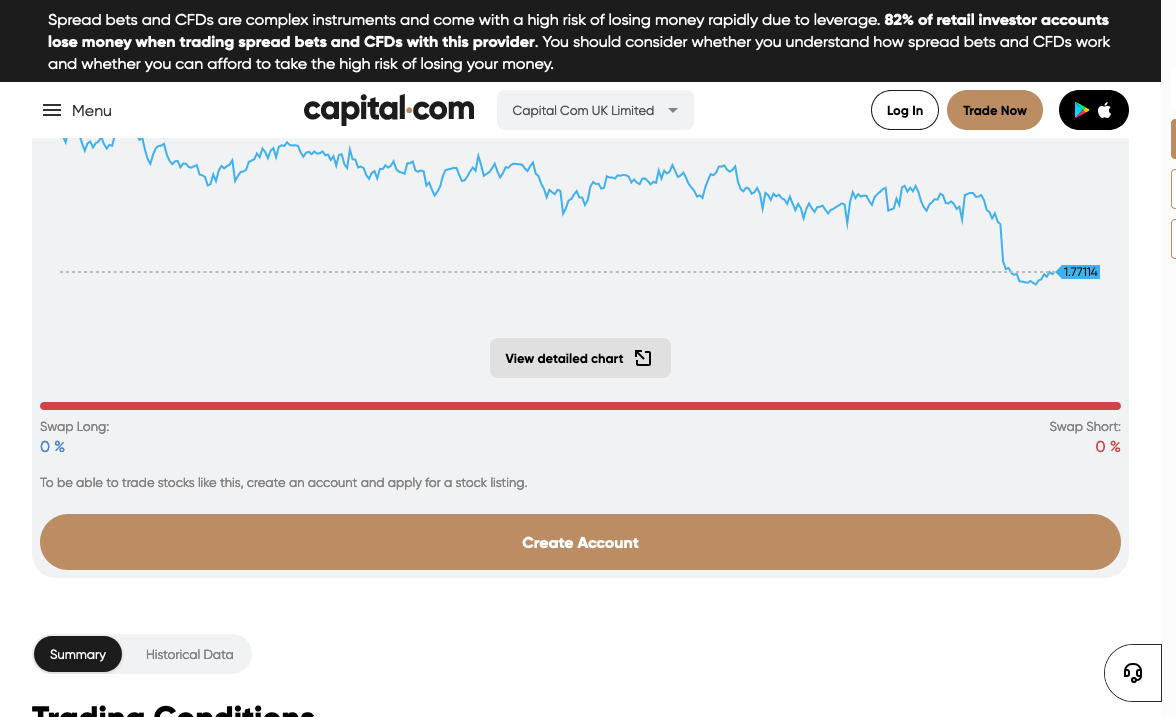 Spread bets and CFDs are complex instruments and come with a high risk of losing money rapidly due to leverage. 82% of retail investor accounts
lose money when trading spread bets and CFDs with this provider. You should consider whether you understand how spread bets and CFDs work
and whether you can afford to take the high risk of losing your money.
Menu
capital.com
Capital Com UK Limited
Log In
Trade Now
1.77114
View detailed chart
Swap Long:
Swap Short:
0 %
0 %
To be able to trade stocks like this, create an account and apply for a stock listing.
Create Account
Summary
Historical Data
Trading Conditions